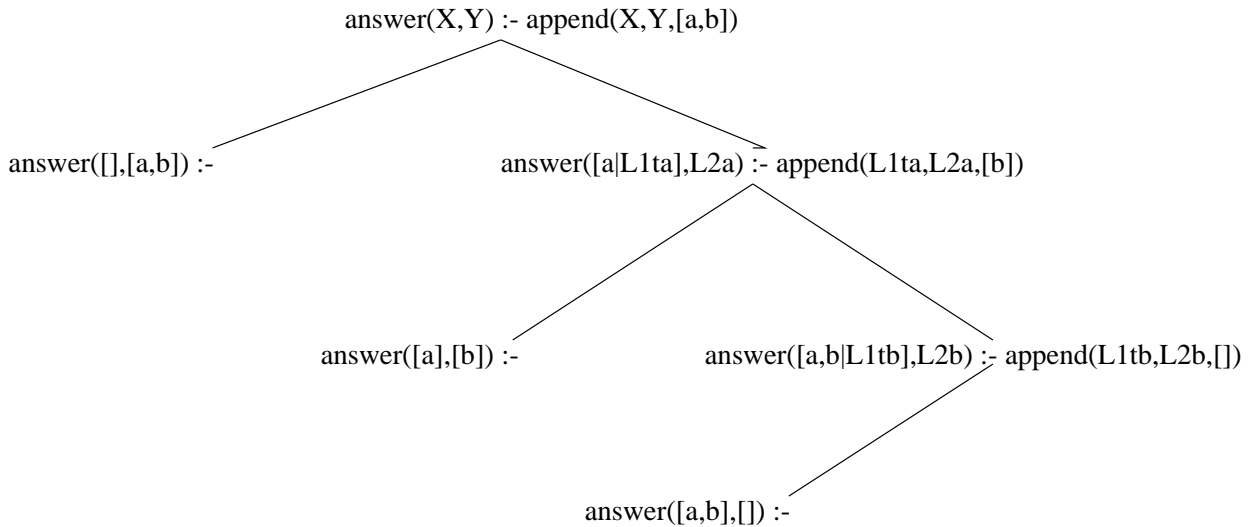 answer(X,Y) :- append(X,Y,[a,b])
answer([],[a,b]) :-
answer([a|L1ta],L2a) :- append(L1ta,L2a,[b])
answer([a],[b]) :-
answer([a,b|L1tb],L2b) :- append(L1tb,L2b,[])
answer([a,b],[]) :-